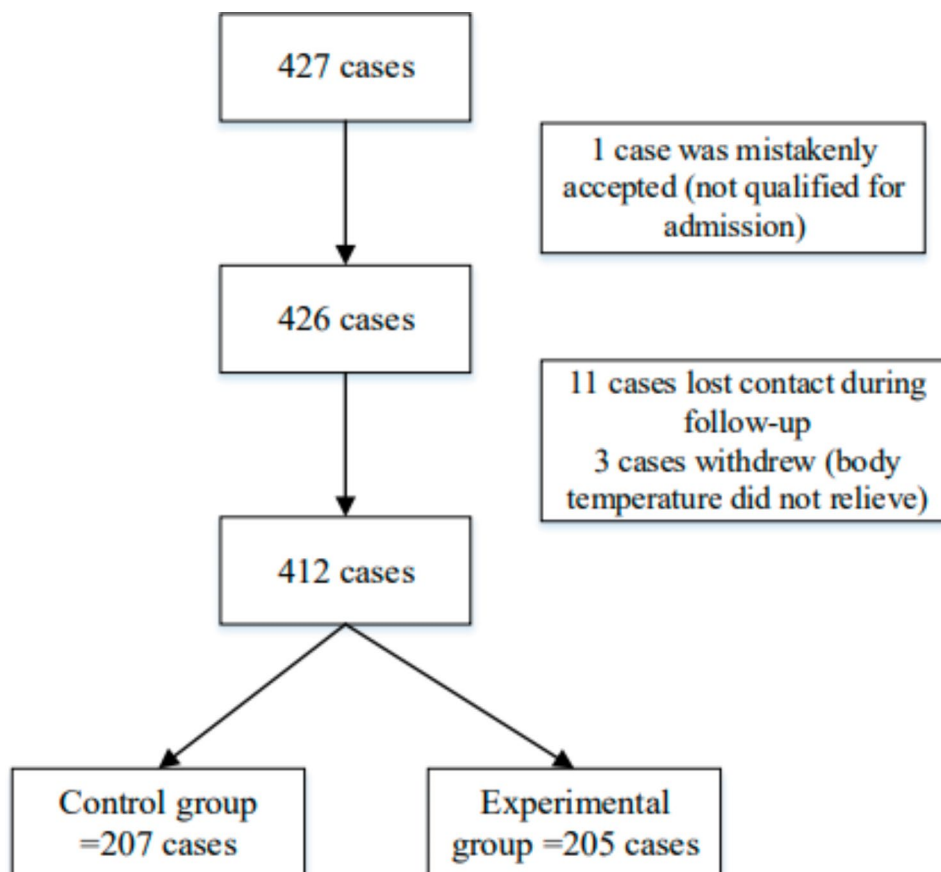 427 cases
1 case was mistakenly
accepted (not qualified for
admission)
426 cases
11 cases lost contact during
follow-up
3 cases withdrew (body
temperature did not relieve)
412 cases
Control group
=207 cases
Experimental
group =205 cases